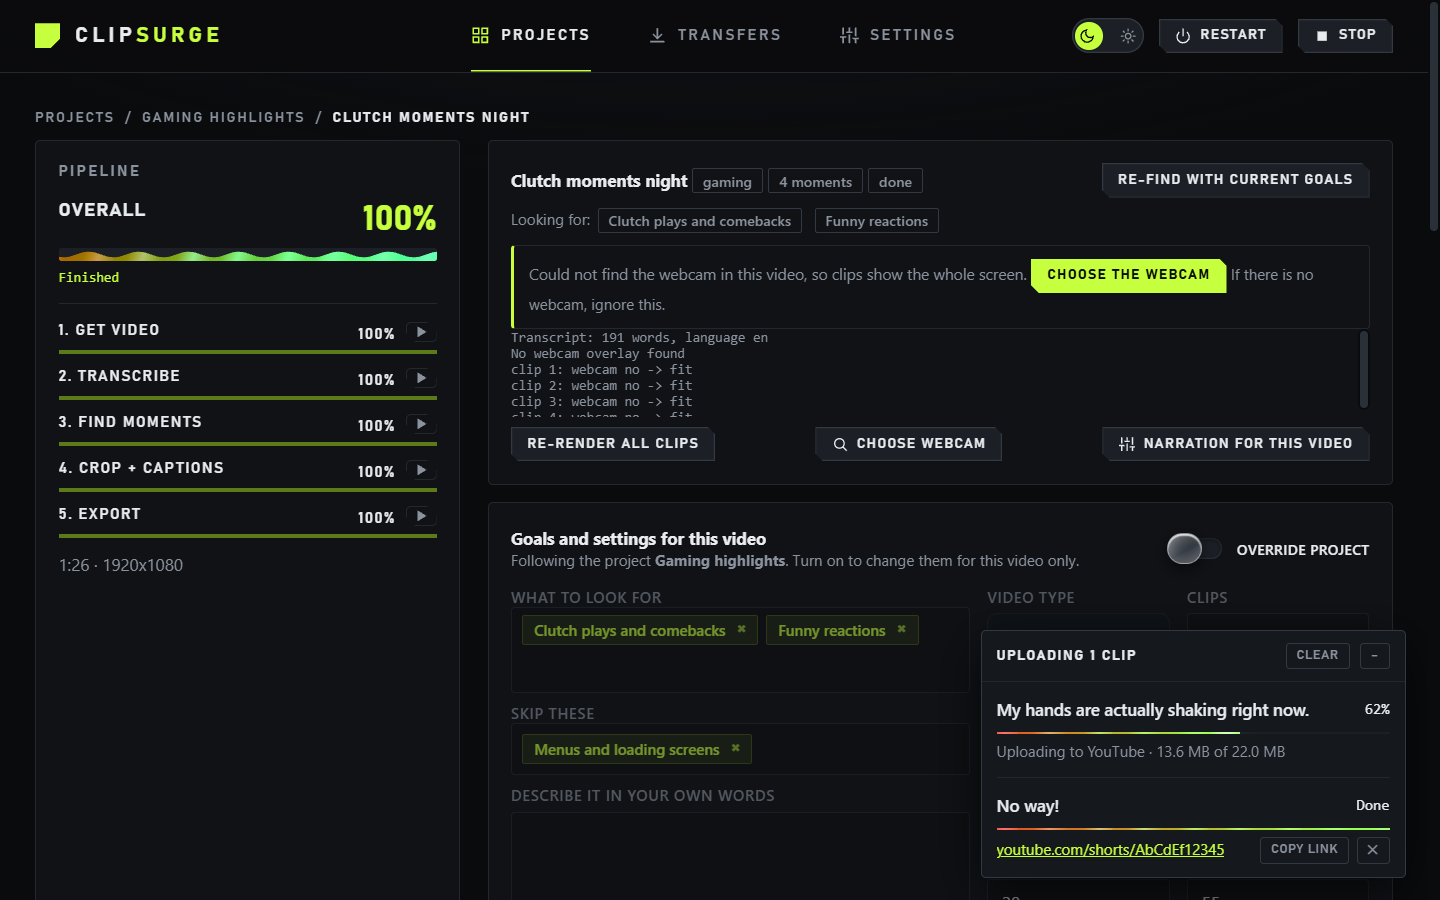 CLIPSURGE
PROJECTS
TRANSFERS
SETTINGS
RESTART
STOP
PROJECTS / GAMING HIGHLIGHTS / CLUTCH MOMENTS NIGHT
PIPELINE
OVERALL
100%
Finished
1. GET VIDEO
100%
2. TRANSCRIBE
100%
3. FIND MOMENTS
100%
4. CROP + CAPTIONS
100%
5. EXPORT
100%
1:26 · 1920x1080
Clutch moments night
gaming
4 moments
done
RE-FIND WITH CURRENT GOALS
Looking for:
Clutch plays and comebacks
Funny reactions
Could not find the webcam in this video, so clips show the whole screen. CHOOSE THE WEBCAM If there is no
webcam, ignore this.
Transcript: 191 words, language en
No webcam overlay found
clip 1: webcam no -> fit
clip 2: webcam no -> fit
clip 3: webcam no -> fit
clip 4: webcam no -> fit
RE-RENDER ALL CLIPS
CHOOSE WEBCAM
NARRATION FOR THIS VIDEO
Goals and settings for this video
Following the project Gaming highlights. Turn on to change them for this video only.
OVERRIDE PROJECT
WHAT TO LOOK FOR
Clutch plays and comebacks ×
Funny reactions ×
VIDEO TYPE
CLIPS
SKIP THESE
Menus and loading screens ×
DESCRIBE IT IN YOUR OWN WORDS
UPLOADING 1 CLIP
CLEAR
–
My hands are actually shaking right now.
62%
Uploading to YouTube · 13.6 MB of 22.0 MB
No way!
Done
youtube.com/shorts/AbCdEf12345
COPY LINK
×